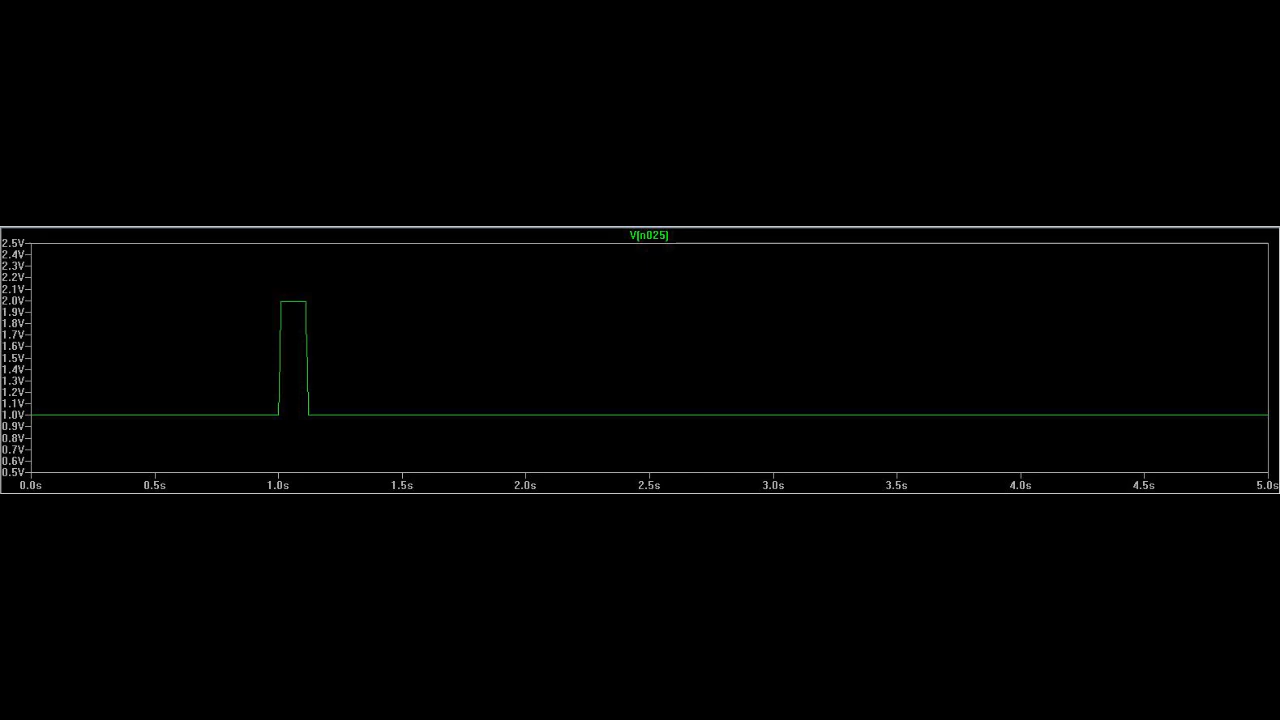 V[n025]
2.5V
2.4V
2.3V
2.2V
2.1V
2.0V
1.9V
1.8V
1.7V
1.6V
1.5V
1.4V
1.3V
1.2V
1.1V
1.0V
0.9V
0.8V
0.7V
0.6V
0.5V
0.0s 0.5s 1.0s 1.5s 2.0s 2.5s 3.0s 3.5s 4.0s 4.5s 5.0s